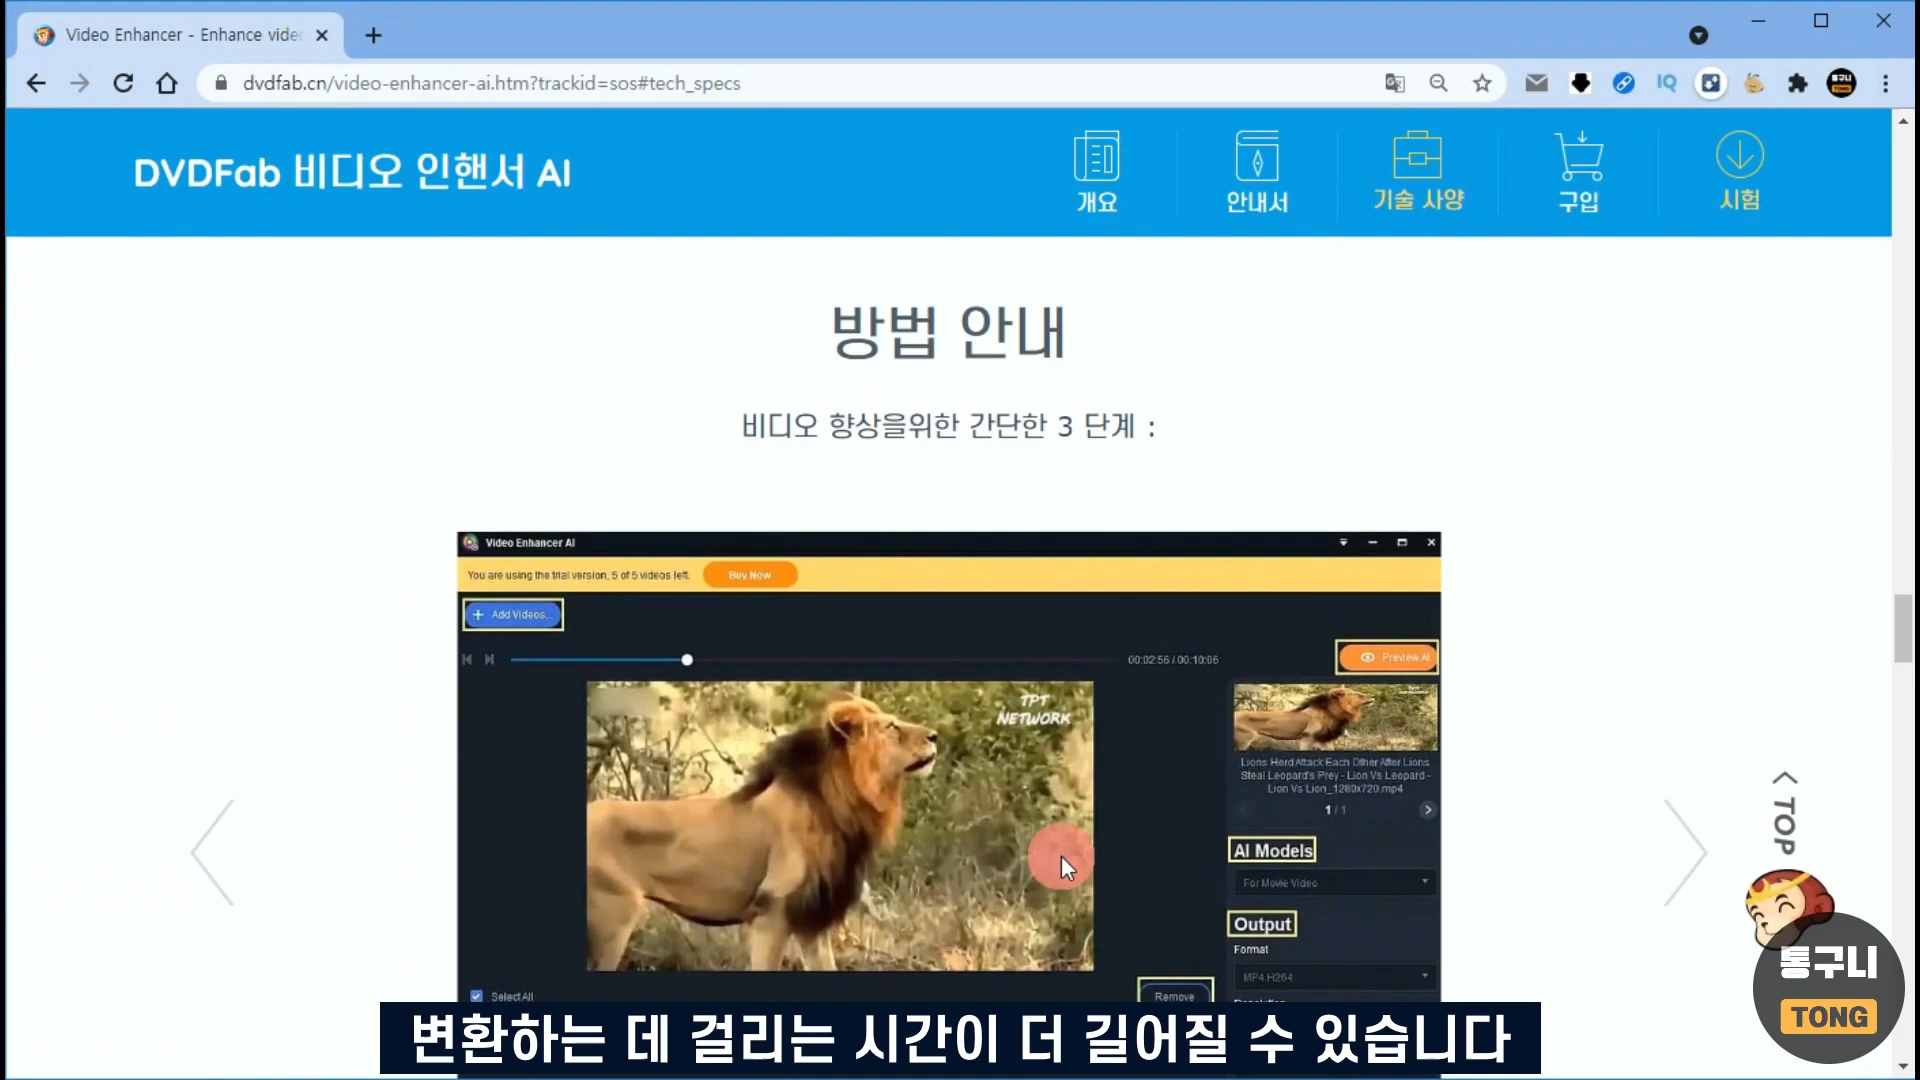 Video Enhancer - Enhance vide
dvdfab.cn/video-enhancer-ai.htm?trackid=sos#tech_specs
IQ
통구니
TONG
DVDFab 비디오 인핸서 AI
개요
안내서
기술 사양
구입
시험
방법 안내
비디오 향상을위한 간단한 3 단계 :
Video Enhancer AI
You are using the trial version, 5 of 5 videos left.
Buy Now
+ Add Videos...
00:02:56 / 00:10:06
Preview AI
TPT
NETWORK
Lions Herd Attack Each Other After Lions
Steal Leopard's Prey - Lion Vs Leopard -
Lion Vs Lion_1280x720.mp4
1 / 1
AI Models
For Movie Video
Output
Format
MP4.H264
Select All
Remove
TOP
통구니
TONG
변환하는 데 걸리는 시간이 더 길어질 수 있습니다